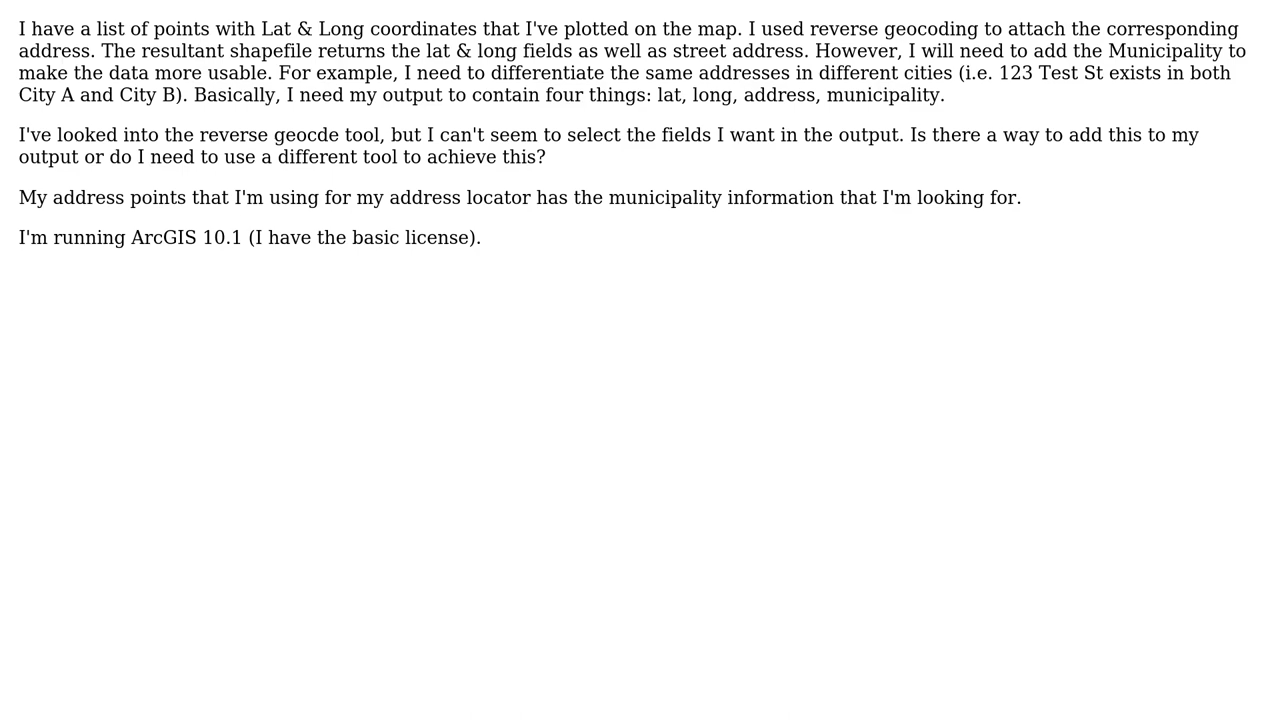 I have a list of points with Lat & Long coordinates that I've plotted on the map. I used reverse geocoding to attach the corresponding
address. The resultant shapefile returns the lat & long fields as well as street address. However, I will need to add the Municipality to
make the data more usable. For example, I need to differentiate the same addresses in different cities (i.e. 123 Test St exists in both
City A and City B). Basically, I need my output to contain four things: lat, long, address, municipality.
I've looked into the reverse geocde tool, but I can't seem to select the fields I want in the output. Is there a way to add this to my
output or do I need to use a different tool to achieve this?
My address points that I'm using for my address locator has the municipality information that I'm looking for.
I'm running ArcGIS 10.1 (I have the basic license).